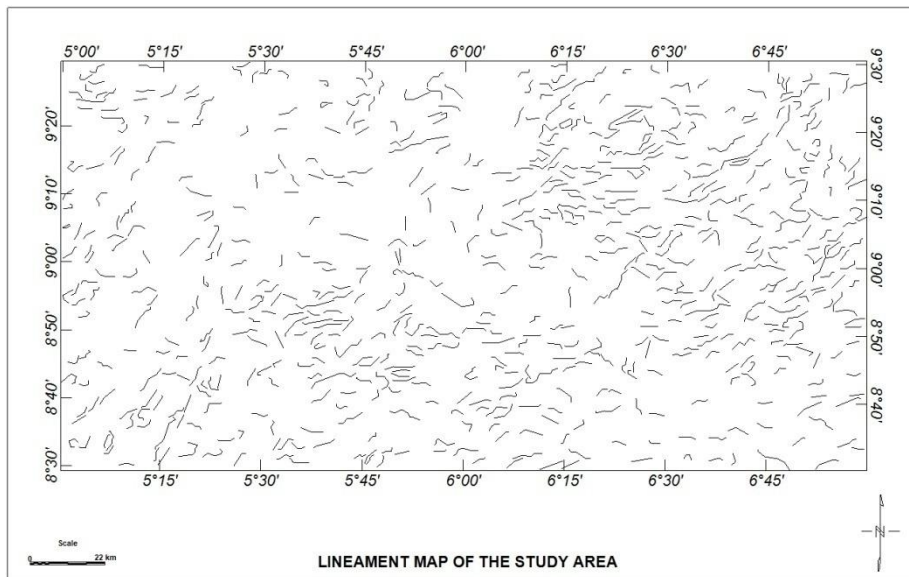 5°00' 5°15' 5°30' 5°45' 6°00' 6°15' 6°30' 6°45'
9°30'
9°20' 9°20'
9°10' 9°10'
9°00' 9°00'
8°50' 8°50'
8°40' 8°40'
8°30'
5°15' 5°30' 5°45' 6°00' 6°15' 6°30' 6°45'
N
Scale
0 22 km
LINEAMENT MAP OF THE STUDY AREA